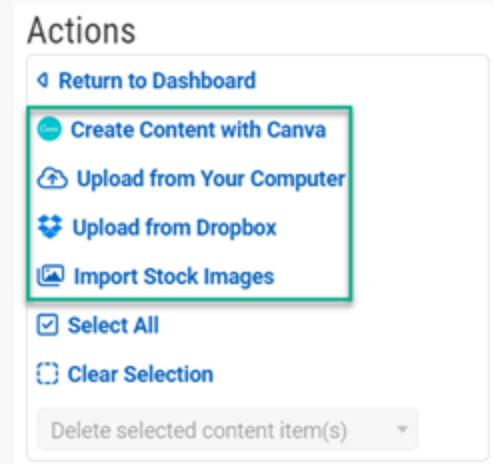 Actions
Return to Dashboard
Create Content with Canva
Upload from Your Computer
Upload from Dropbox
Import Stock Images
Select All
Clear Selection
Delete selected content item(s)